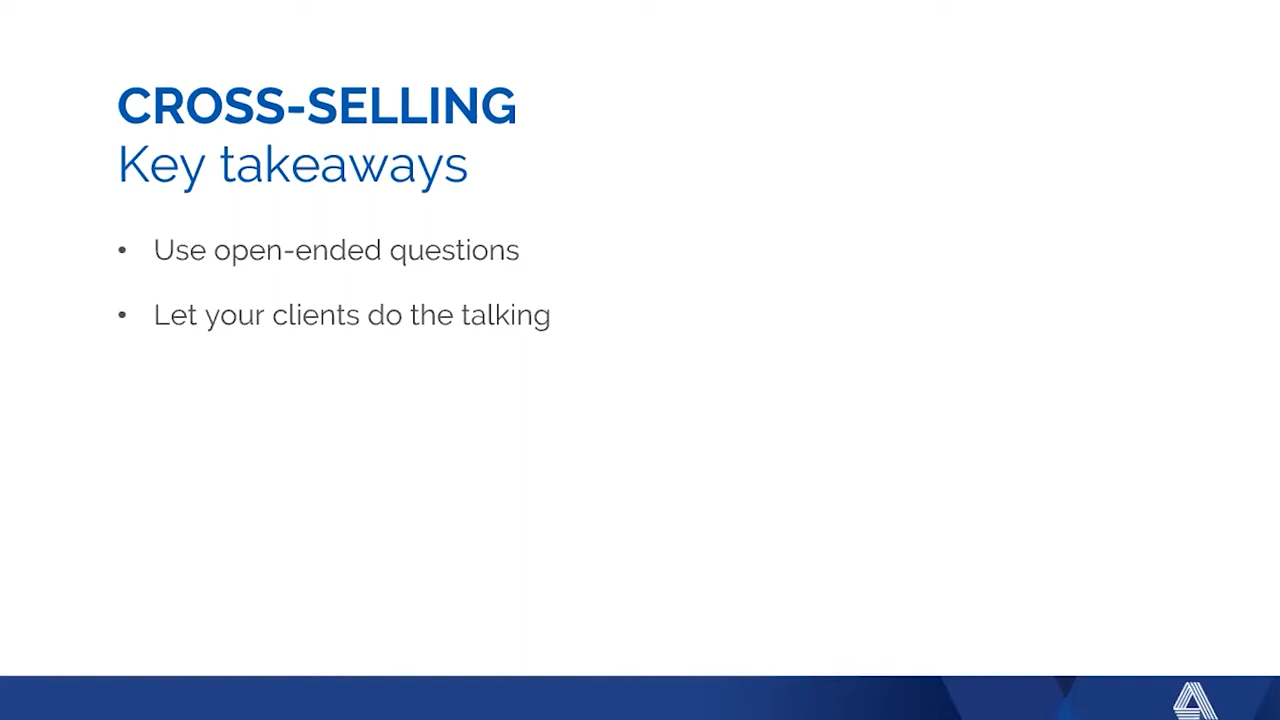 CROSS-SELLING
Key takeaways
• Use open-ended questions
• Let your clients do the talking